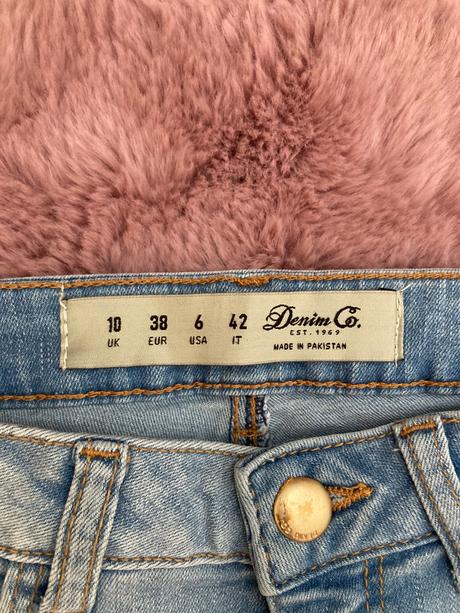 10 38 6 42 Denim Co.
UK EUR USA IT EST. 1969
MADE IN PAKISTAN